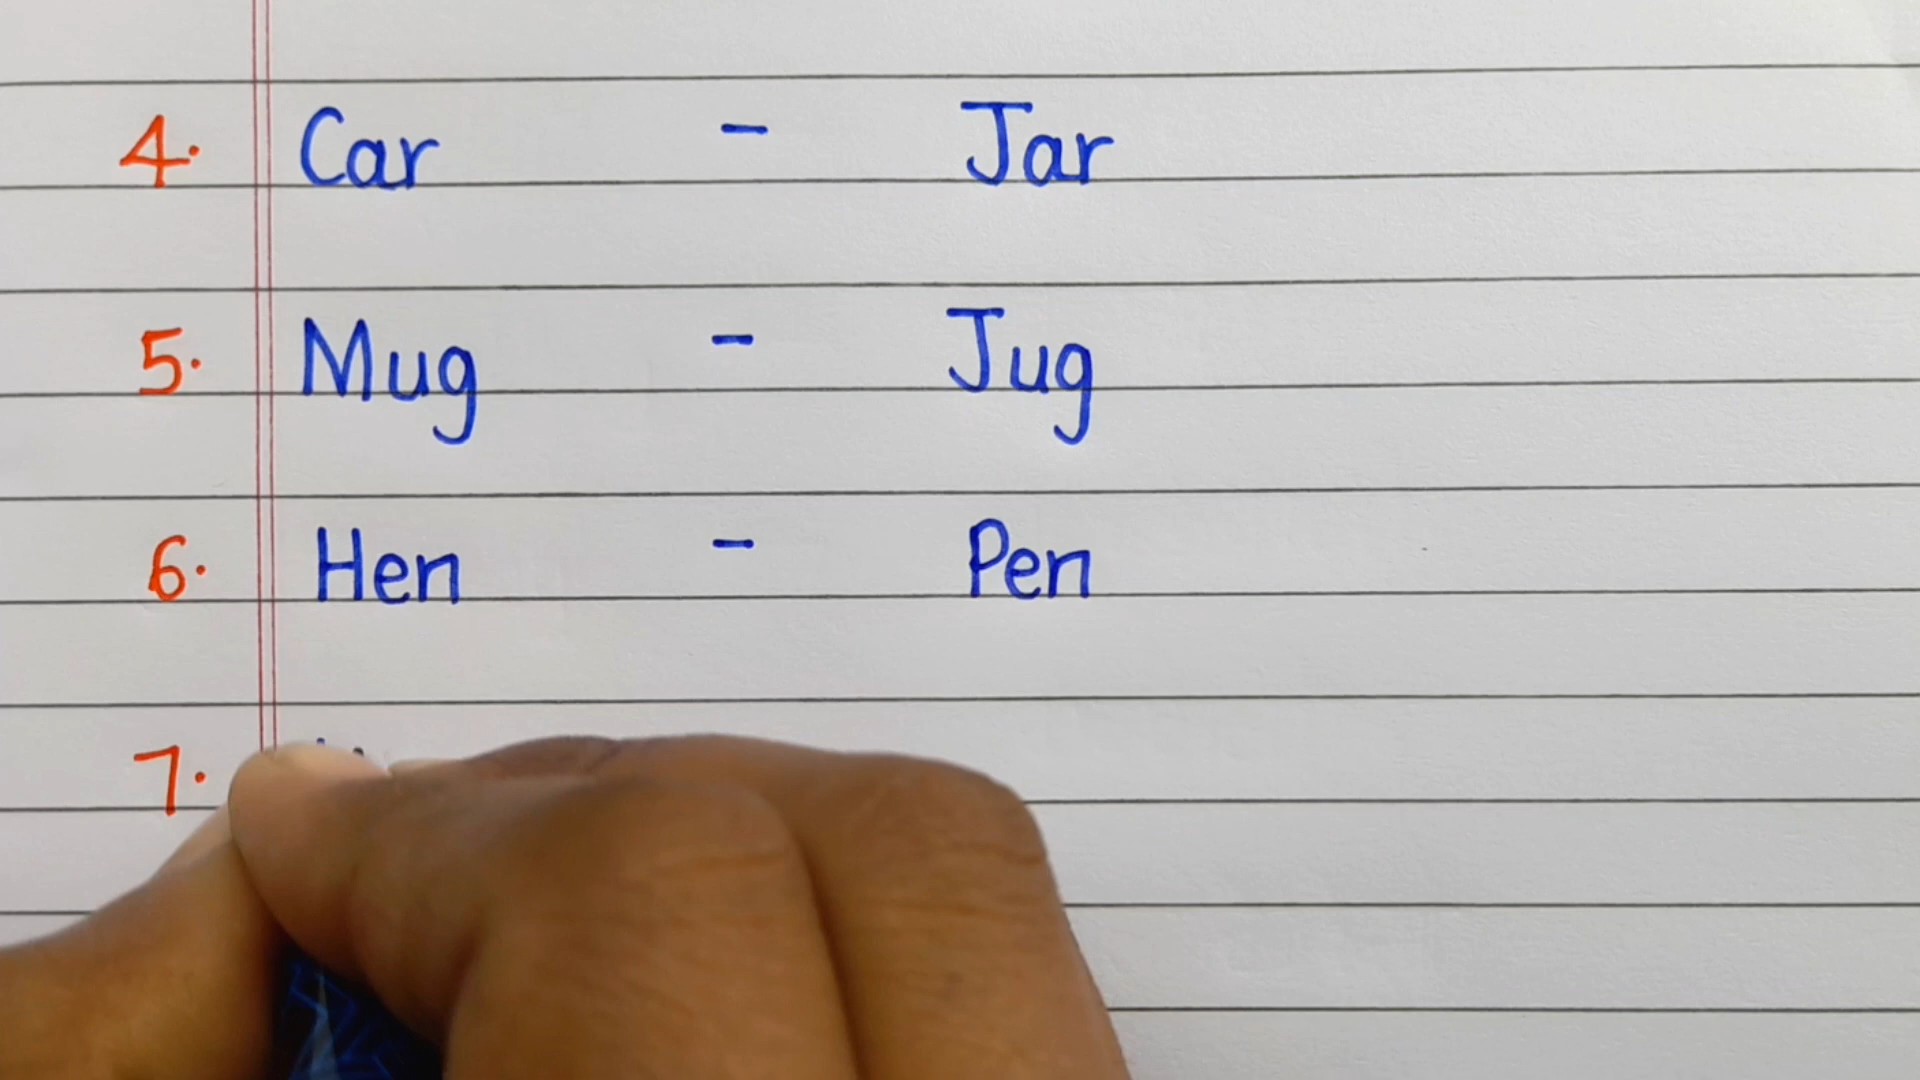 4. Car - Jar
5. Mug - Jug
6. Hen - Pen
7.